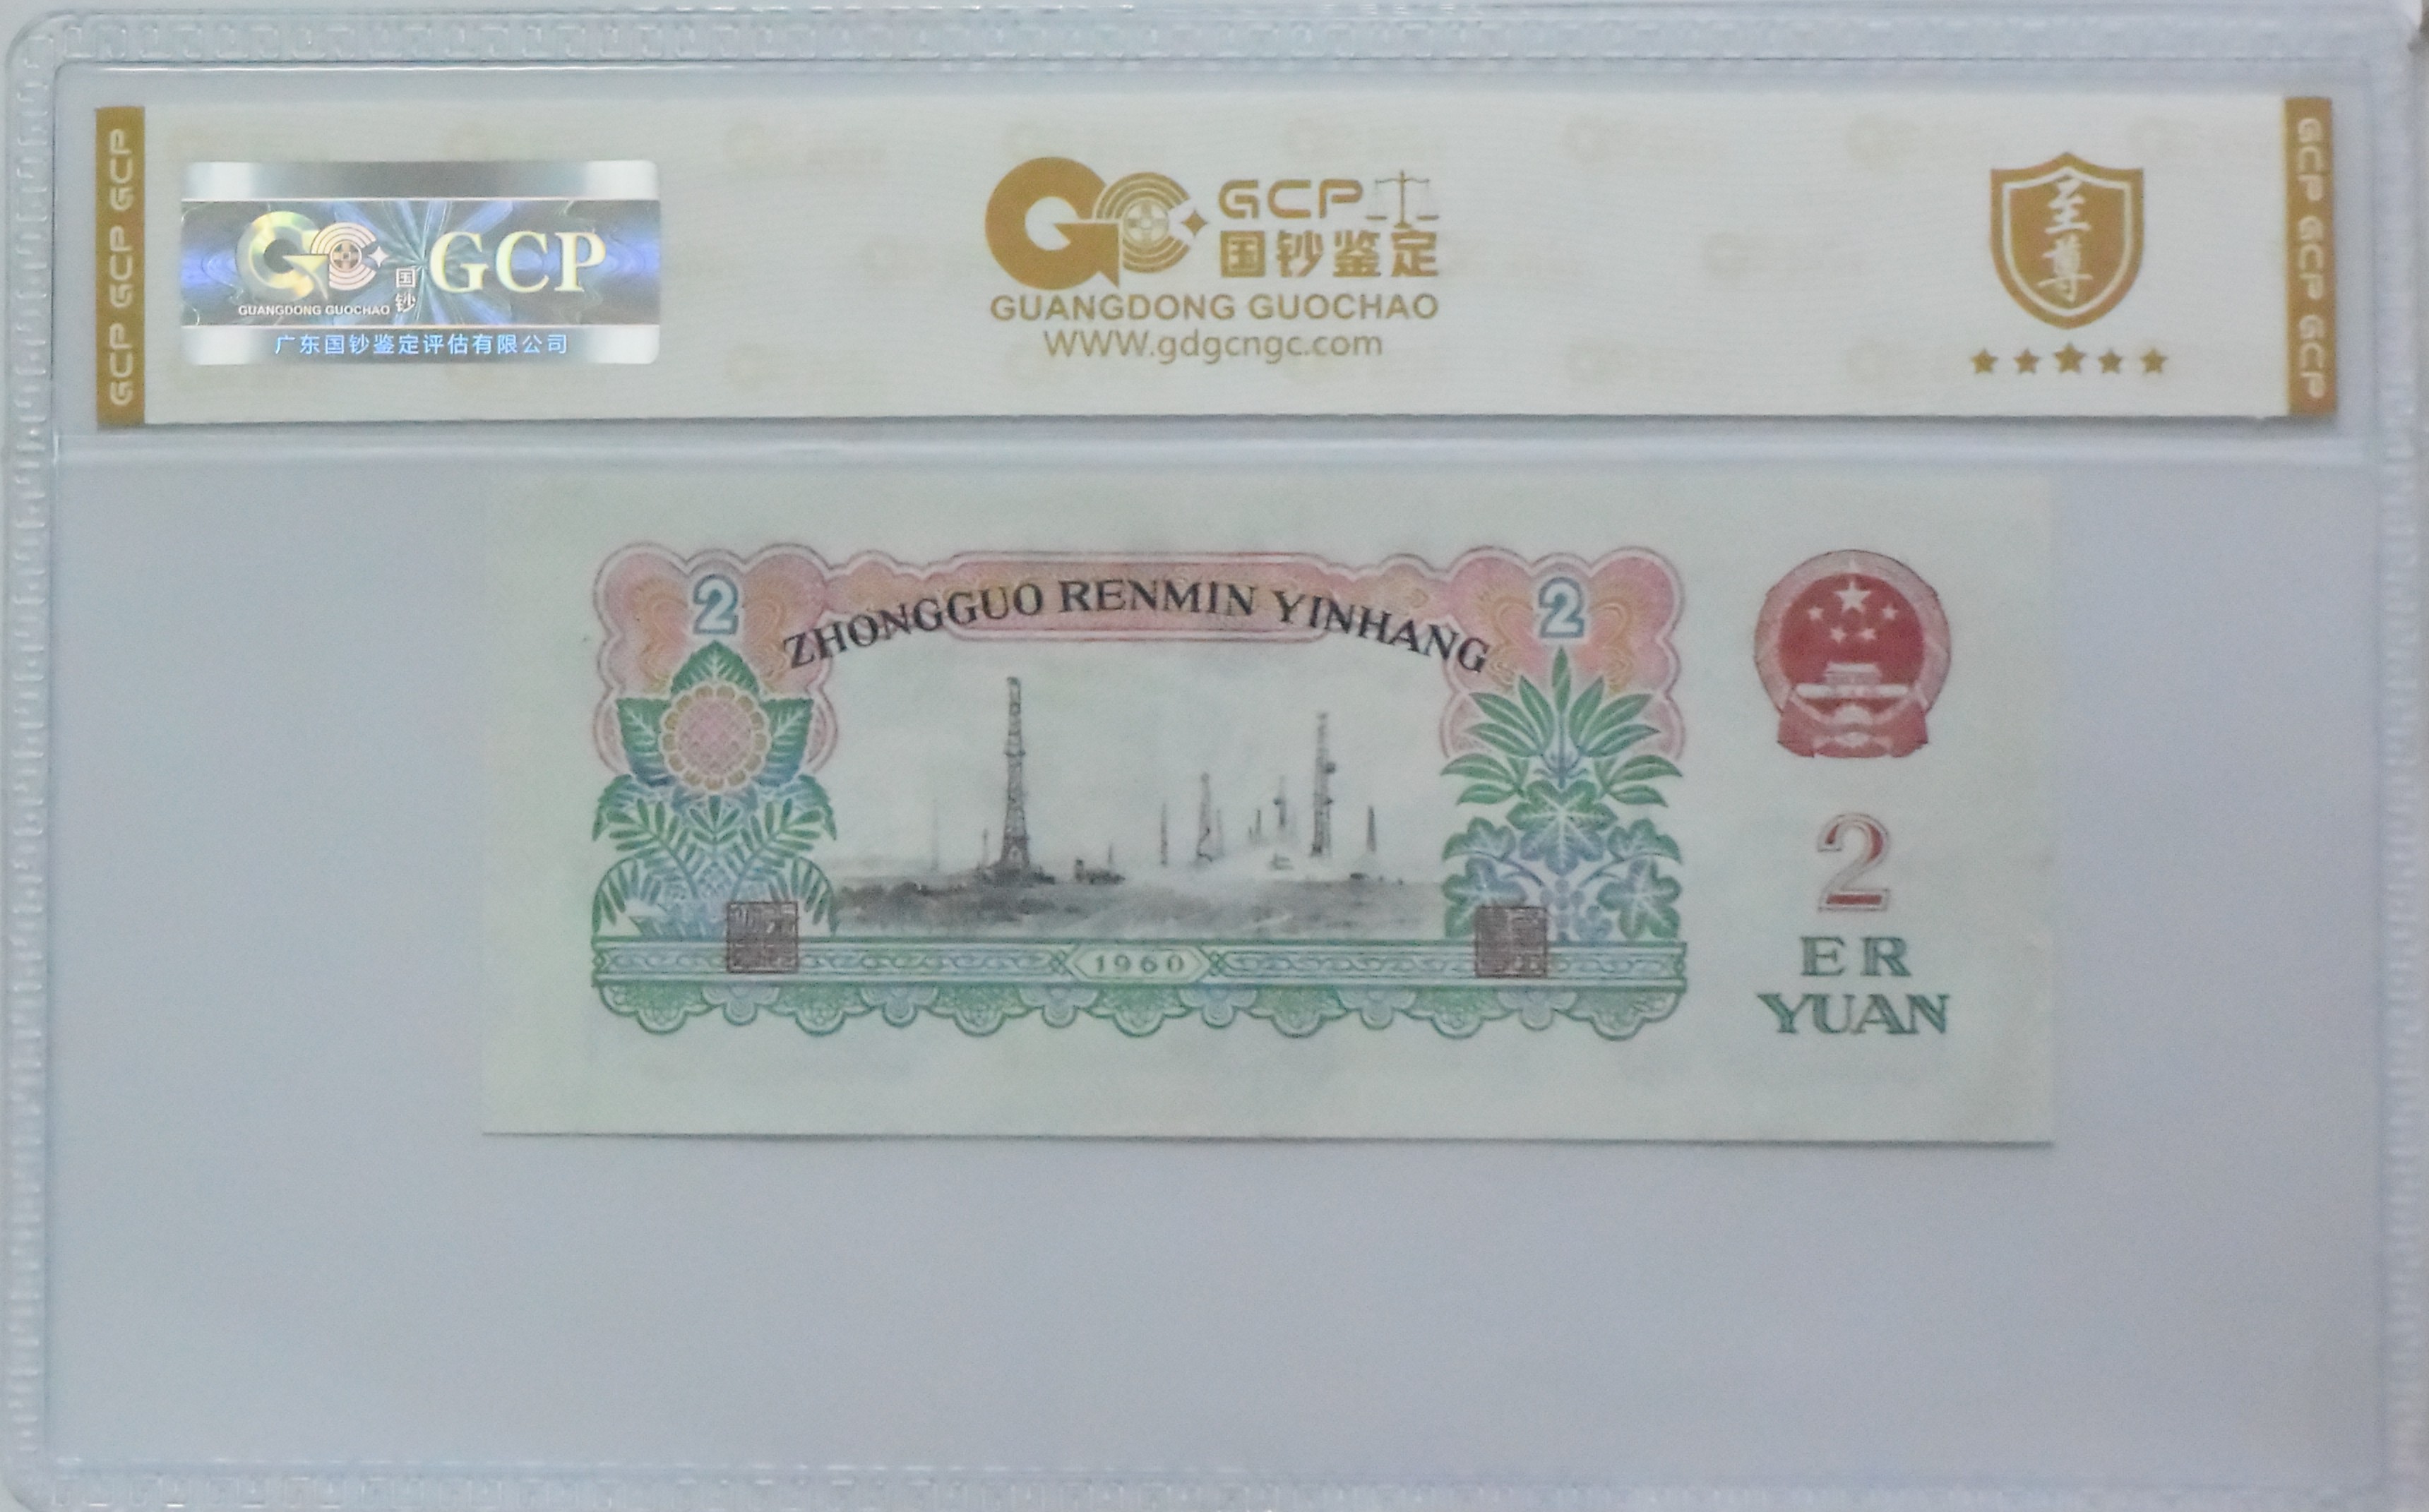 GCP GCP GCP
GUANGDONG GUOCHAO
国钞
GCP
广东国钞鉴定评估有限公司
GCP
国钞鉴定
GUANGDONG GUOCHAO
WWW.gdgcngc.com
至尊
GCP GCP GCP
2
ZHONGGUO RENMIN YINHANG
2
1960
2
ER
YUAN